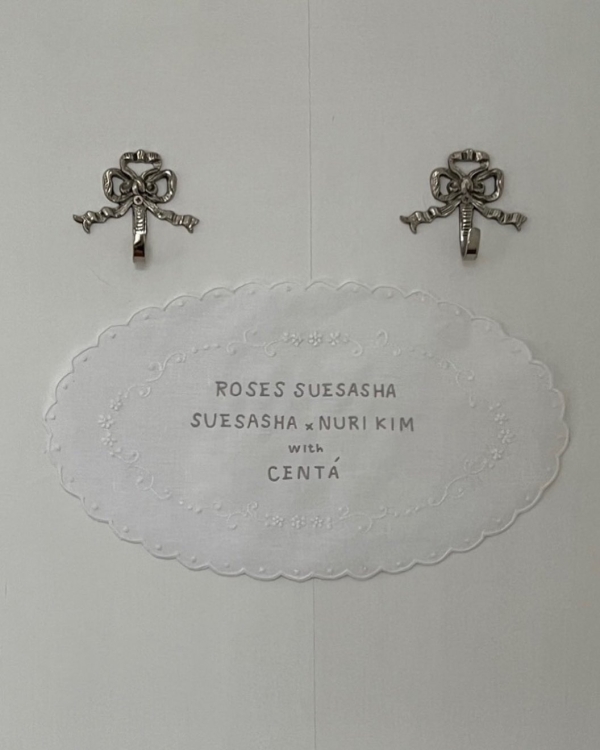 ROSES SUESASHA
SUESASHA x NURI KIM
with
CENTÁ